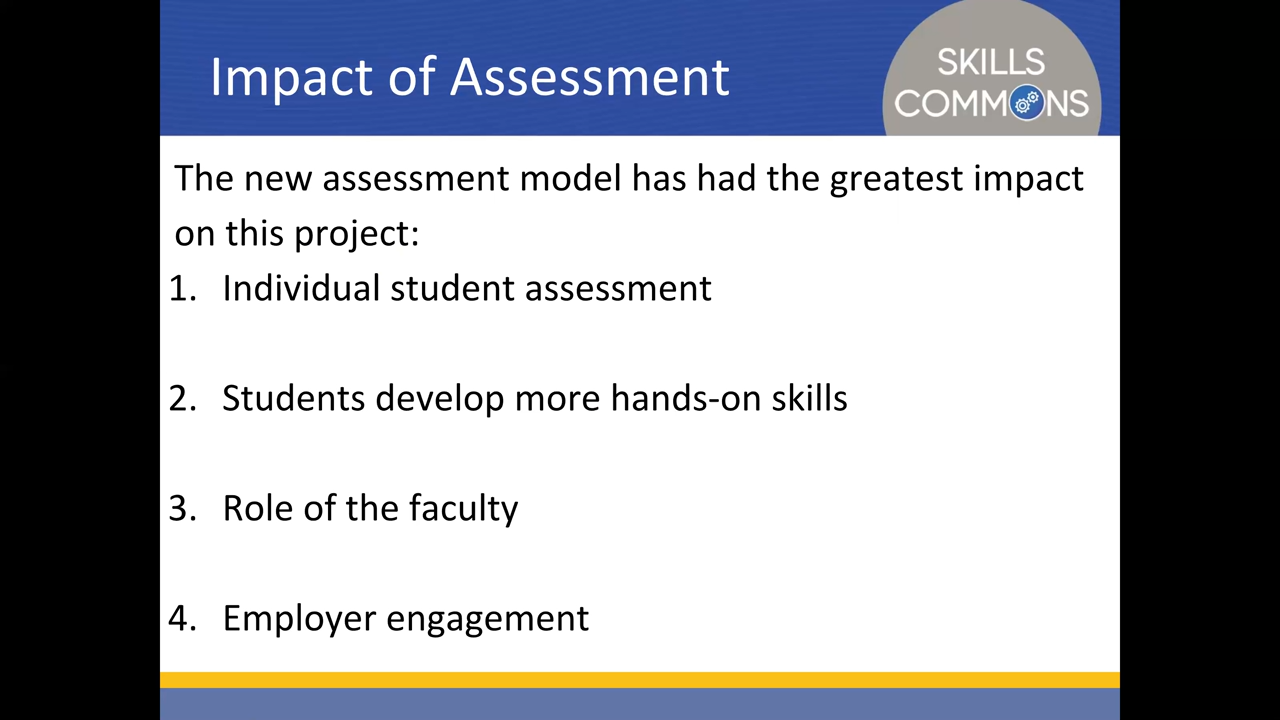 Impact of Assessment
SKILLS
COMMONS
The new assessment model has had the greatest impact
on this project:
1. Individual student assessment
2. Students develop more hands-on skills
3. Role of the faculty
4. Employer engagement